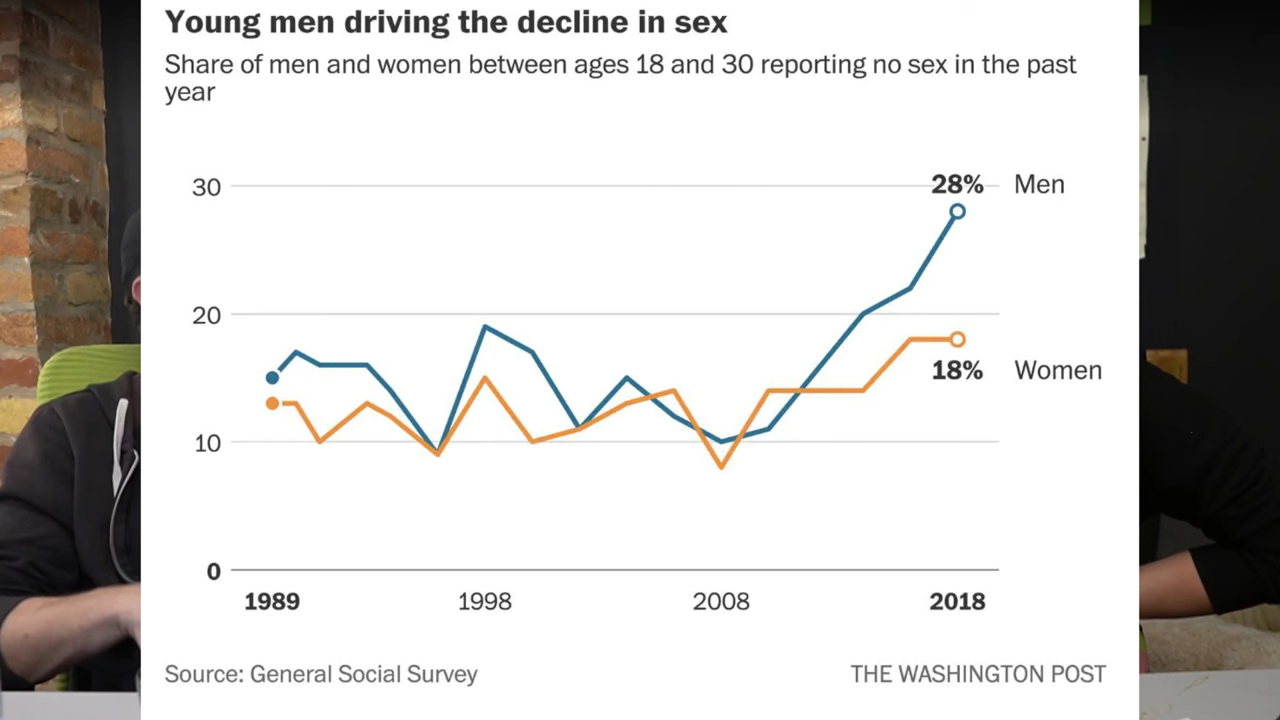 Young men driving the decline in sex
Share of men and women between ages 18 and 30 reporting no sex in the past
year
30
28%
Men
20
18%
Women
10
0
1989
1998
2008
2018
Source: General Social Survey
THE WASHINGTON POST